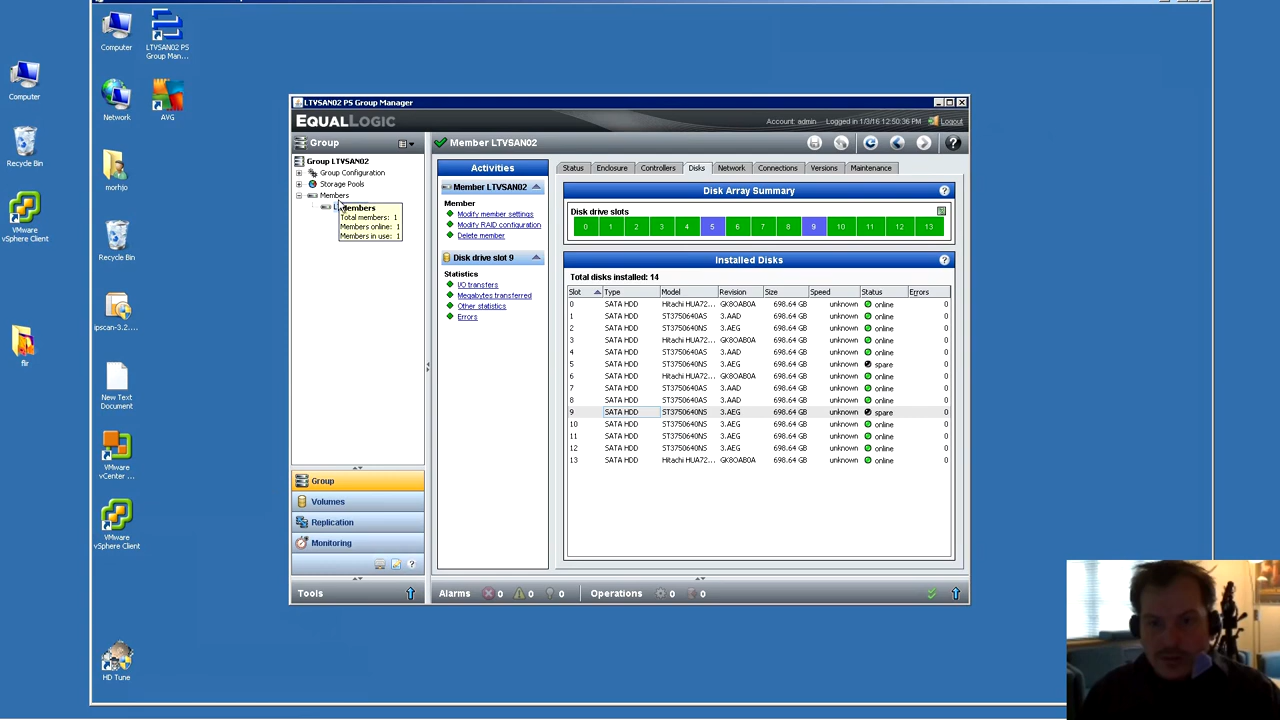 Computer
Recycle Bin
VMware
vSphere Client
flr
Computer
LTVSAN02 PS
Group Man...
Network
AVG
morhjo
Recycle Bin
ipscan-3.2....
New Text
Document
VMware
vCenter ...
VMware
vSphere Client
HD Tune
LTVSAN02 PS Group Manager
EQUALLOGIC
Account: admin Logged in 1/3/16 12:50:36 PM Logout
Group
Group LTVSAN02
Group Configuration
Storage Pools
Members
Members
Total members: 1
Members online: 1
Members in use: 1
Group
Volumes
Replication
Monitoring
Tools
Member LTVSAN02
Activities
Member LTVSAN02
Member
Modify member settings
Modify RAID configuration
Delete member
Disk drive slot 9
Statistics
I/O transfers
Megabytes transferred
Other statistics
Errors
Status Enclosure Controllers Disks Network Connections Versions Maintenance
Disk Array Summary
Disk drive slots
0 1 2 3 4 5 6 7 8 9 10 11 12 13
Installed Disks
Total disks installed: 14
Slot Type Model Revision Size Speed Status Errors
0 SATA HDD Hitachi HUA72... GK8OAB0A 698.64 GB unknown online 0
1 SATA HDD ST3750640AS 3.AAD 698.64 GB unknown online 0
2 SATA HDD ST3750640NS 3.AEG 698.64 GB unknown online 0
3 SATA HDD Hitachi HUA72... GK8OAB0A 698.64 GB unknown online 0
4 SATA HDD ST3750640AS 3.AAD 698.64 GB unknown online 0
5 SATA HDD ST3750640NS 3.AEG 698.64 GB unknown spare 0
6 SATA HDD Hitachi HUA72... GK8OAB0A 698.64 GB unknown online 0
7 SATA HDD ST3750640AS 3.AAD 698.64 GB unknown online 0
8 SATA HDD ST3750640AS 3.AAD 698.64 GB unknown online 0
9 SATA HDD ST3750640NS 3.AEG 698.64 GB unknown spare 0
10 SATA HDD ST3750640NS 3.AEG 698.64 GB unknown online 0
11 SATA HDD ST3750640NS 3.AEG 698.64 GB unknown online 0
12 SATA HDD ST3750640NS 3.AEG 698.64 GB unknown online 0
13 SATA HDD Hitachi HUA72... GK8OAB0A 698.64 GB unknown online 0
Alarms 0 0 0 Operations 0 0